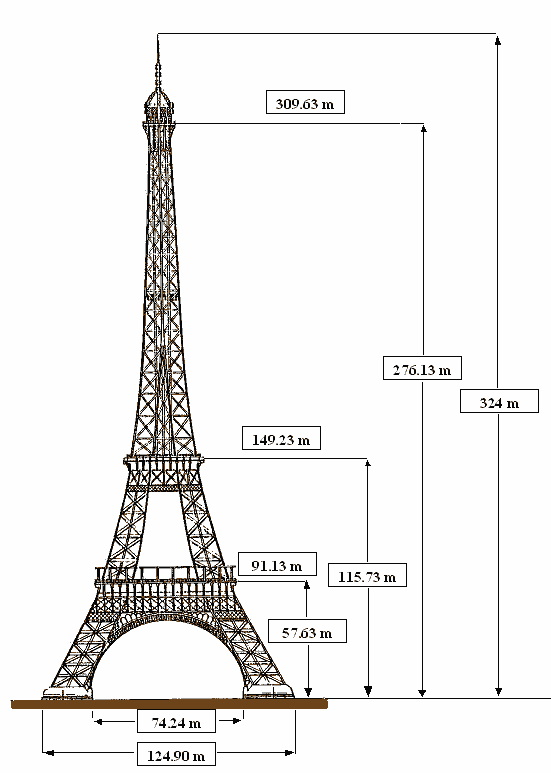 309.63 m
276.13 m
324 m
149.23 m
91.13 m
115.73 m
57.63 m
74.24 m
124.90 m